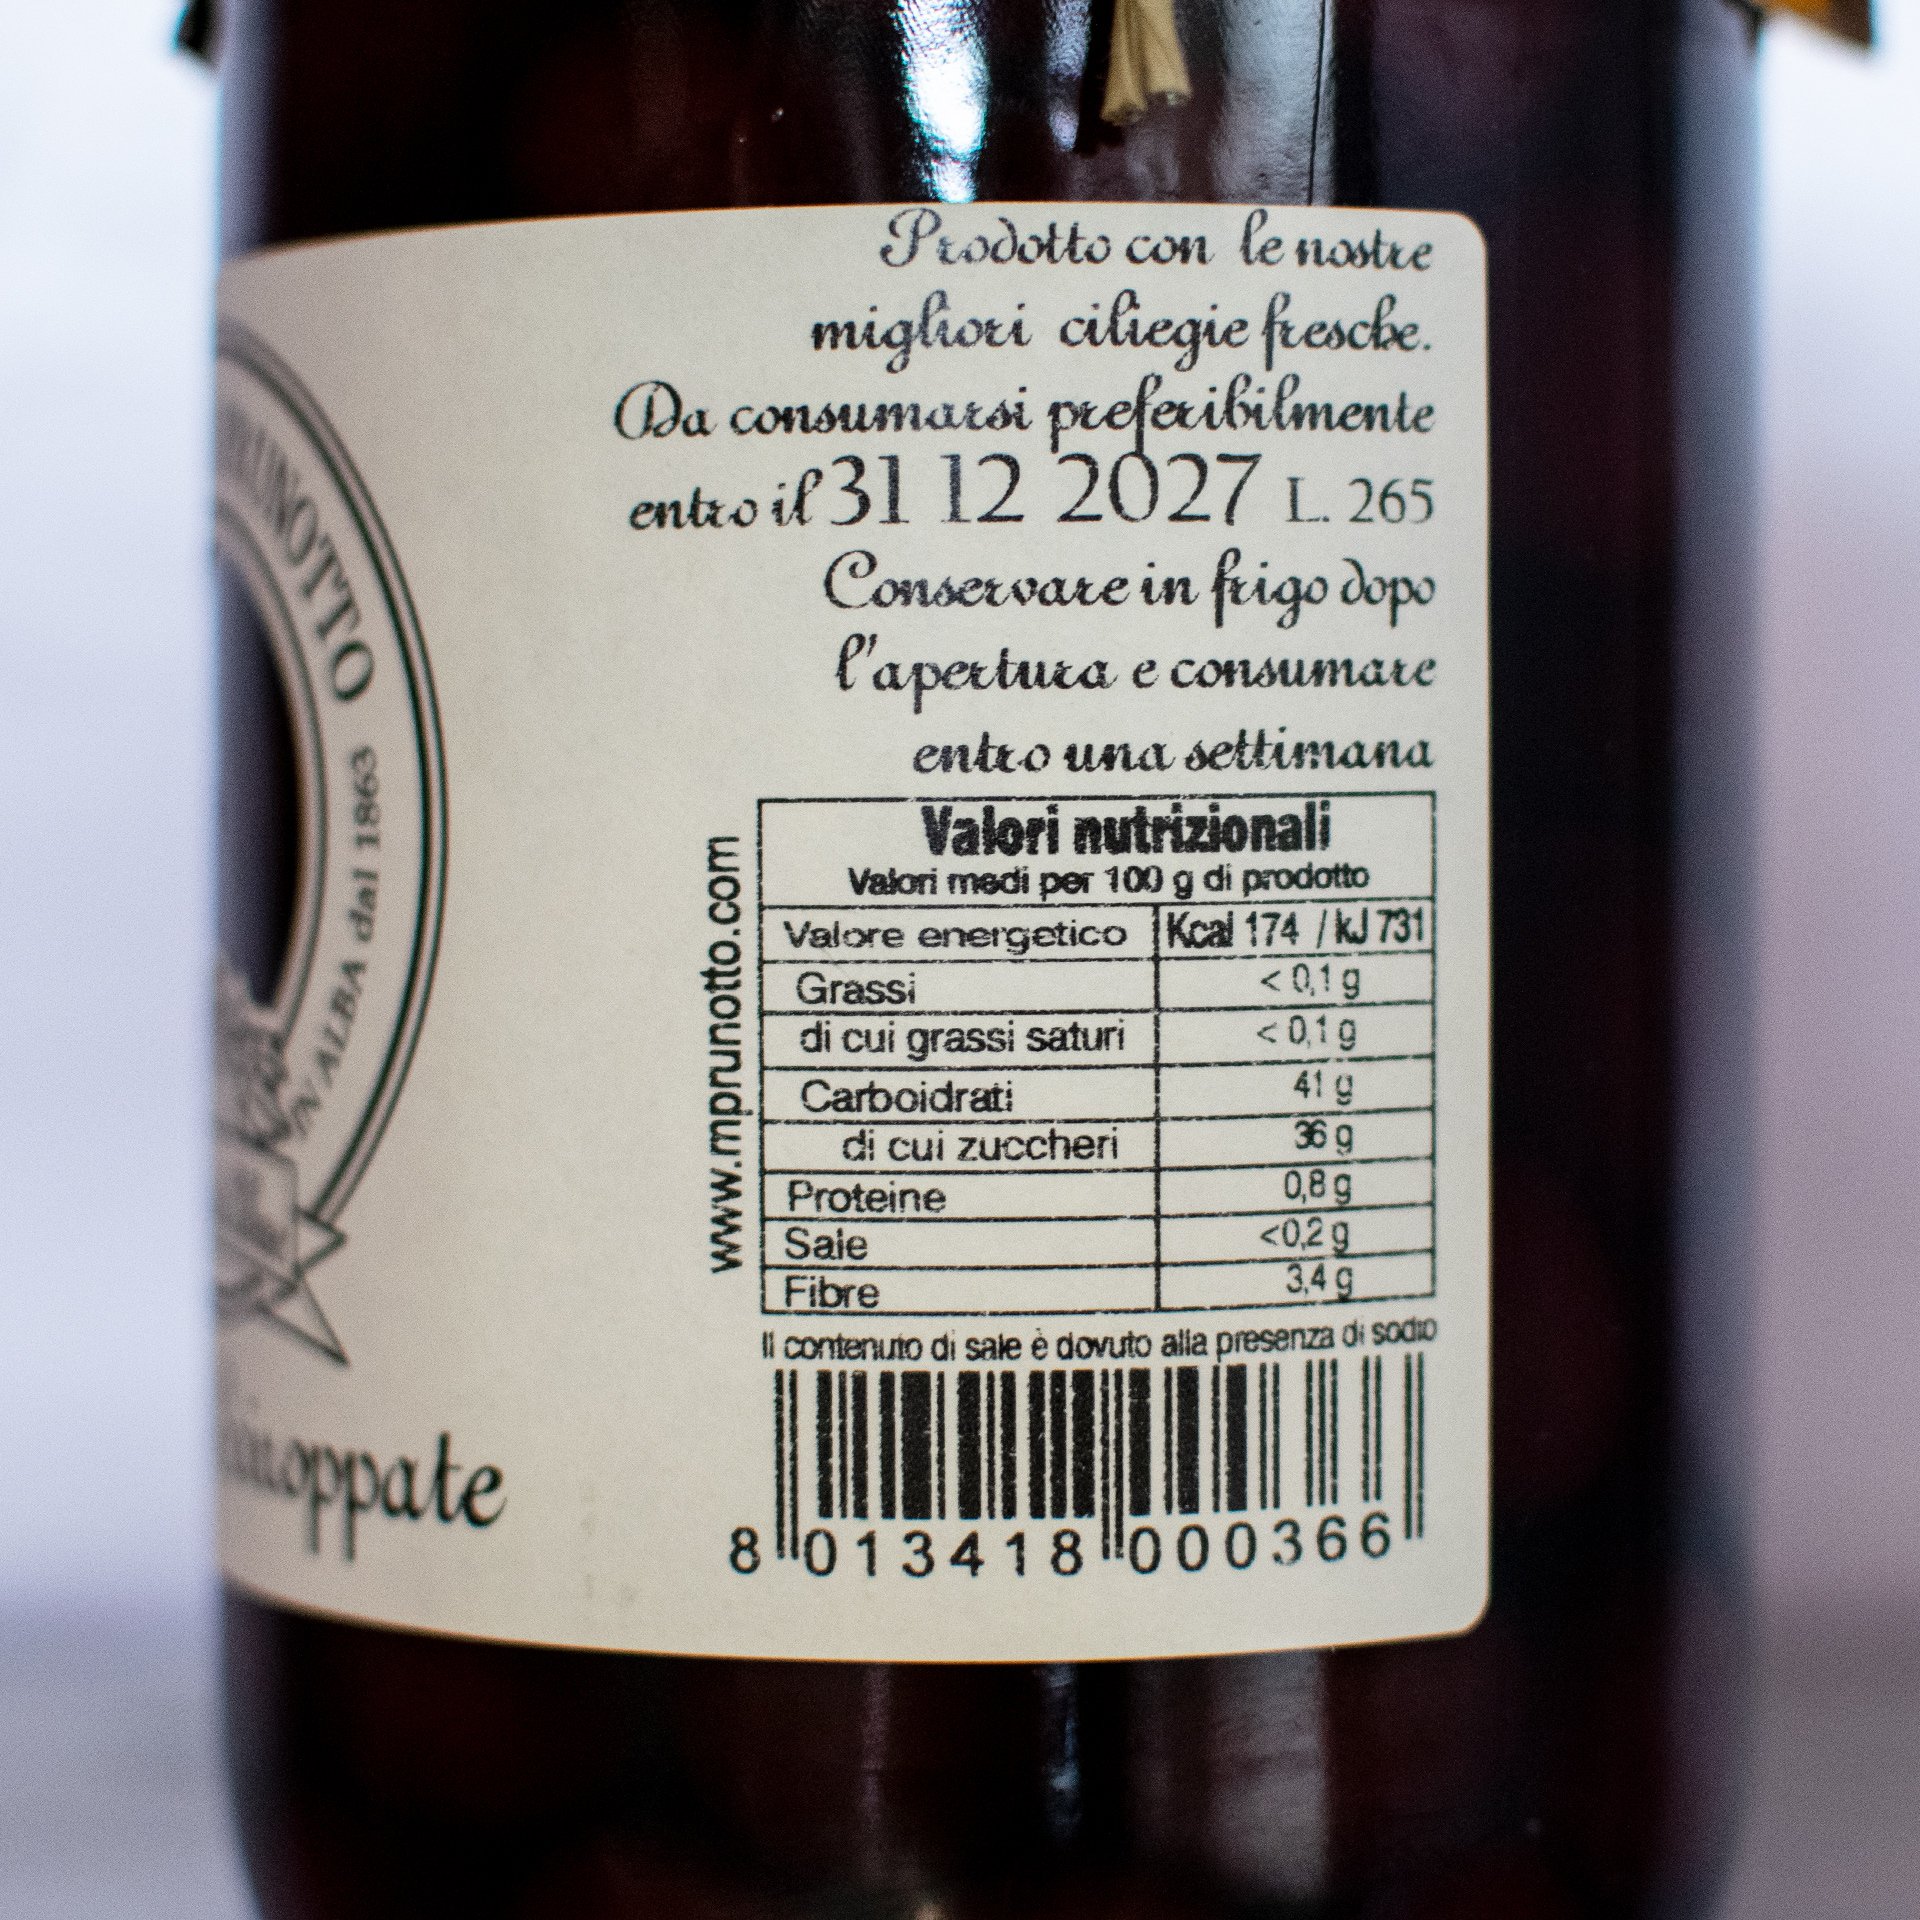 Prodotto con le nostre
migliori ciliegie fresche.
Da consumarsi preferibilmente
entro il 31 12 2027 L. 265
Conservare in frigo dopo
l'apertura e consumare
entro una settimana
Valori nutrizionali
Valori medi per 100 g di prodotto
Valore energetico Kcal 174 / kJ 731
Grassi < 0,1 g
di cui grassi saturi < 0,1 g
Carboidrati 41 g
di cui zuccheri 36 g
Proteine 0,8 g
Sale <0,2 g
Fibre 3,4 g
Il contenuto di sale è dovuto alla presenza di sodio
8 013418 000366
www.mprunotto.com
IN ALBA dal 1863